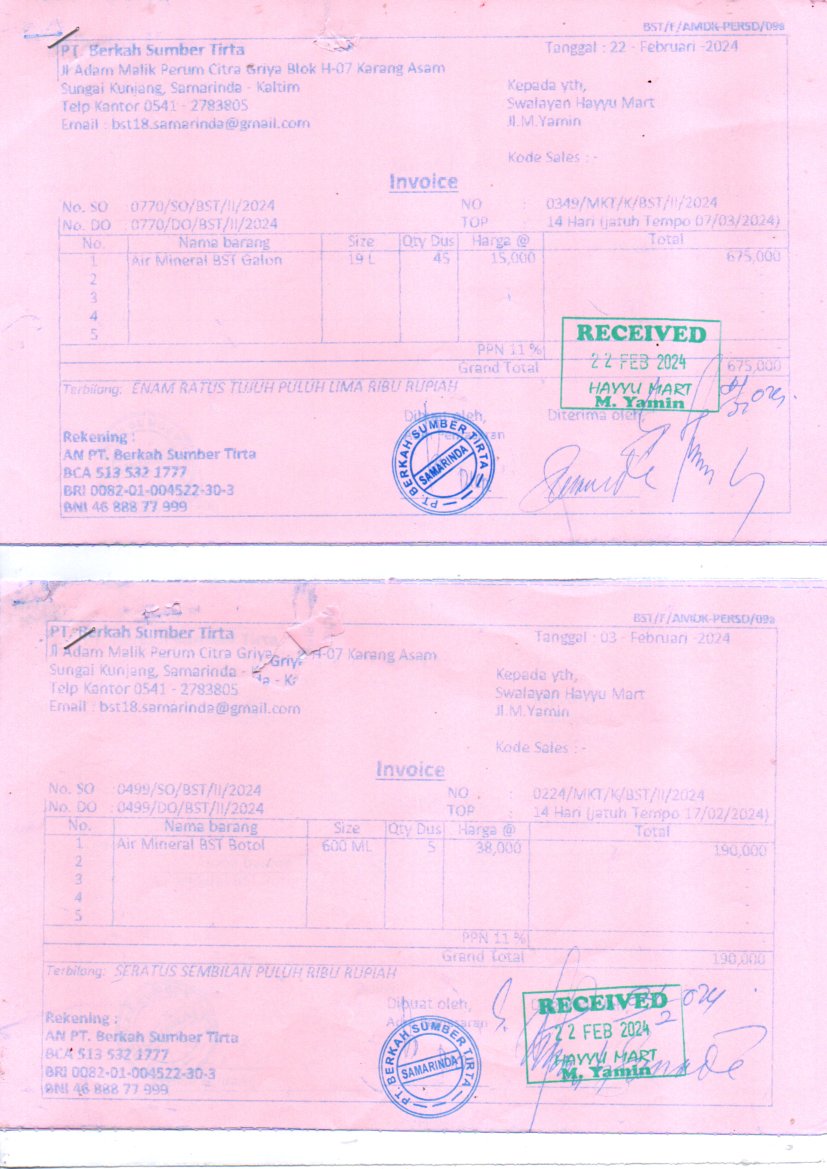 BST/F/AMDK-PERSD/09a
PT. Berkah Sumber Tirta
Tanggal : 22 - Februari -2024
Jl Adam Malik Perum Citra Griya Blok H-07 Karang Asam
Sungai Kunjang, Samarinda - Kaltim
Kepada yth,
Telp Kantor 0541 - 2783805
Swalayan Hayyu Mart
Email : bst18.samarinda@gmail.com
Jl.M.Yamin
Kode Sales : -
Invoice
No. SO : 0770/SO/BST/II/2024 NO : 0349/MKT/K/BST/II/2024
No. DO : 0770/DO/BST/II/2024 TOP : 14 Hari (jatuh Tempo 07/03/2024)
No. Nama barang Size Qty Dus Harga @ Total
1 Air Mineral BST Galon 19 L 45 15,000 675,000
2
3
4
5
PPN 11 %
Grand Total 675,000
RECEIVED
22 FEB 2024
HAYYU MART
M. Yamin
Terbilang: ENAM RATUS TUJUH PULUH LIMA RIBU RUPIAH
Dibuat oleh, Diterima oleh,
PT. BERKAH SUMBER TIRTA
SAMARINDA
Rekening :
AN PT. Berkah Sumber Tirta
BCA 513 532 1777
BRI 0082-01-004522-30-3
BNI 46 888 77 999
BST/F/AMDK-PERSD/09a
PT. Berkah Sumber Tirta
Tanggal : 03 - Februari -2024
Jl Adam Malik Perum Citra Griya H-07 Karang Asam
Sungai Kunjang, Samarinda -
Kepada yth,
Telp Kantor 0541 - 2783805
Swalayan Hayyu Mart
Email : bst18.samarinda@gmail.com
Jl.M.Yamin
Kode Sales : -
Invoice
No. SO : 0499/SO/BST/II/2024 NO : 0224/MKT/K/BST/II/2024
No. DO : 0499/DO/BST/II/2024 TOP : 14 Hari (jatuh Tempo 17/02/2024)
No. Nama barang Size Qty Dus Harga @ Total
1 Air Mineral BST Botol 600 ML 5 38,000 190,000
2
3
4
5
PPN 11 %
Grand Total 190,000
Terbilang: SERATUS SEMBILAN PULUH RIBU RUPIAH
Dibuat oleh,
RECEIVED
22 FEB 2024
HAYYU MART
M. Yamin
PT. BERKAH SUMBER TIRTA
SAMARINDA
Rekening :
AN PT. Berkah Sumber Tirta
BCA 513 532 1777
BRI 0082-01-004522-30-3
BNI 46 888 77 999